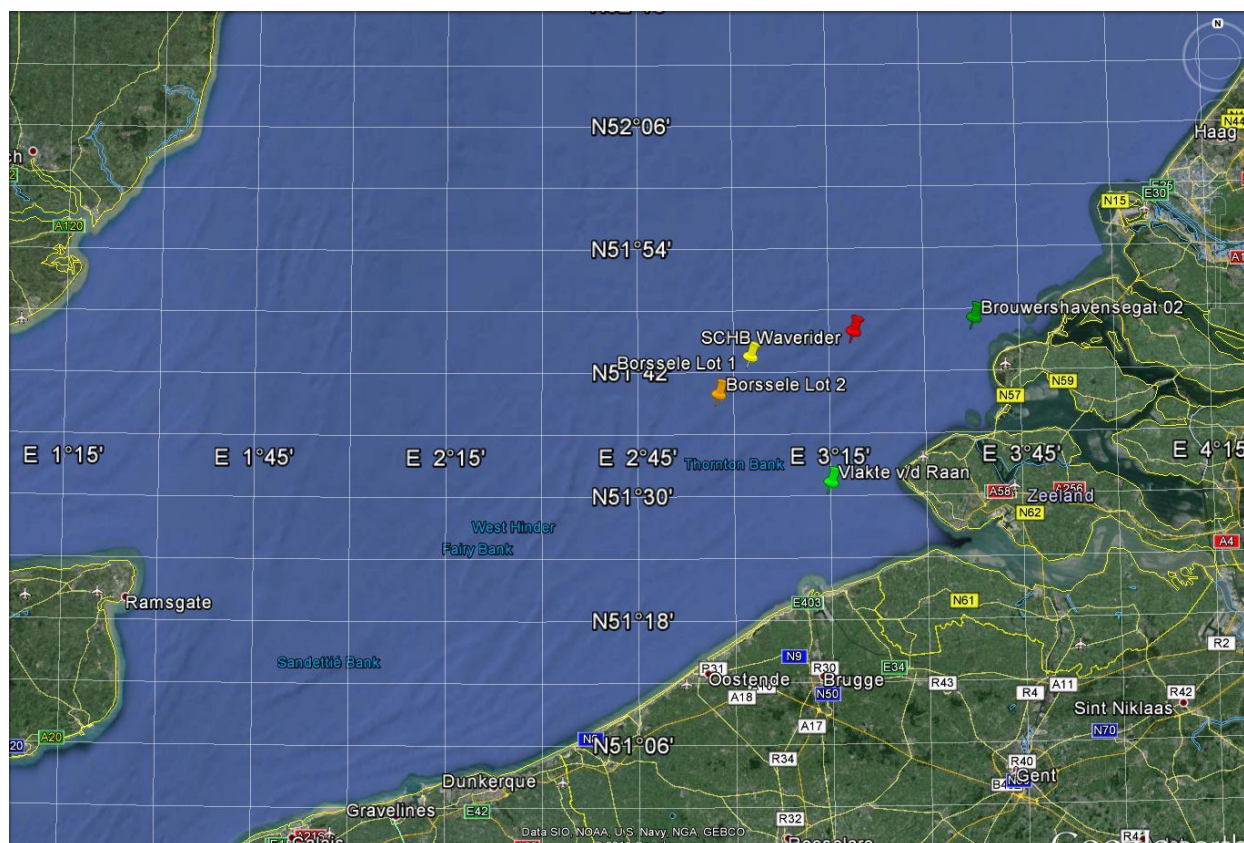 N
N52°06'
Haag
N44
E25
E30
N15
A120
N51°54'
Brouwershavensegat 02
SCHB Waverider
Borssele Lot 1
N51°42'
Borssele Lot 2
N59
N57
E 1°15'
E 1°45'
E 2°15'
E 2°45'
E 3°15'
E 3°45'
E 4°15'
Thornton Bank
Vlakte v/d Raan
A58
A256
Zeeland
N51°30'
N62
West Hinder
Fairy Bank
A4
Ramsgate
E403
N61
N51°18'
R2
Sandettié Bank
N9
R31
R30
E34
Oostende
Brugge
A18
N50
R43
R4
A11
R42
Sint Niklaas
A17
N70
A20
N51°06'
R34
R40
Gent
Dunkerque
Gravelines
E42
R32
Data SIO, NOAA, U.S. Navy, NGA, GEBCO